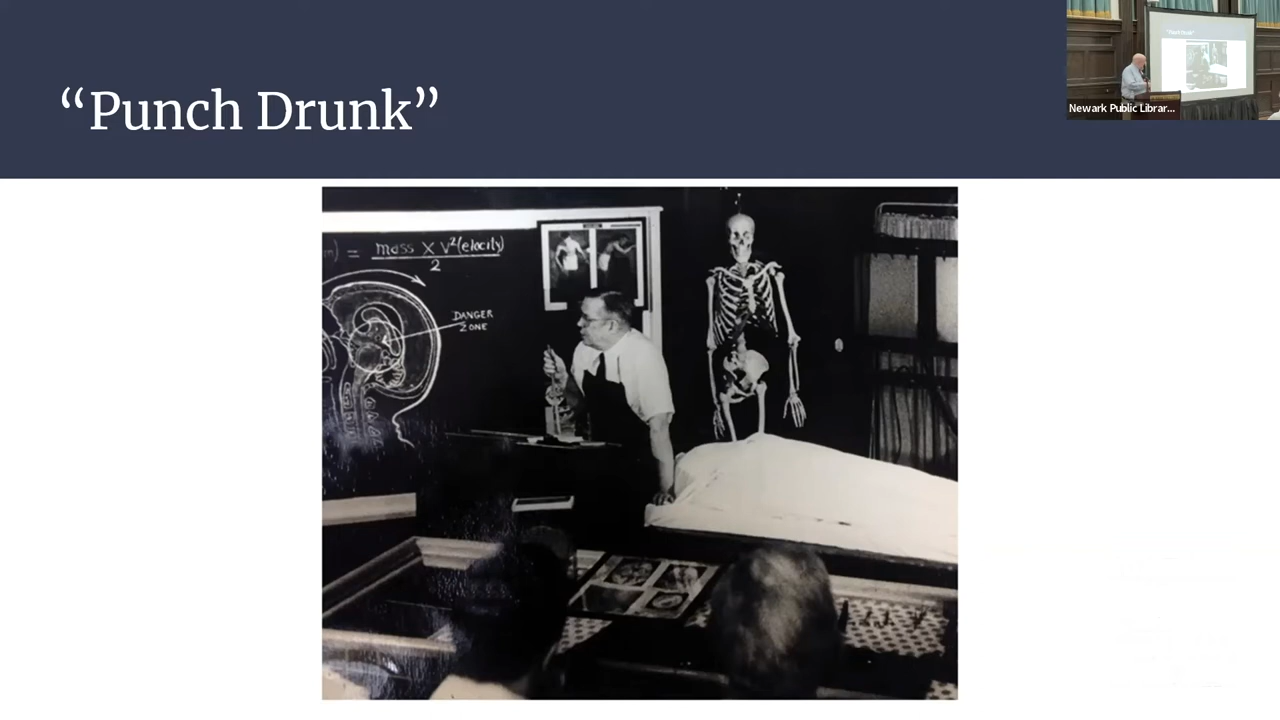 “Punch Drunk”
Newark Public Librar...
) = mass X V²(elocity)
2
DANGER
ZONE